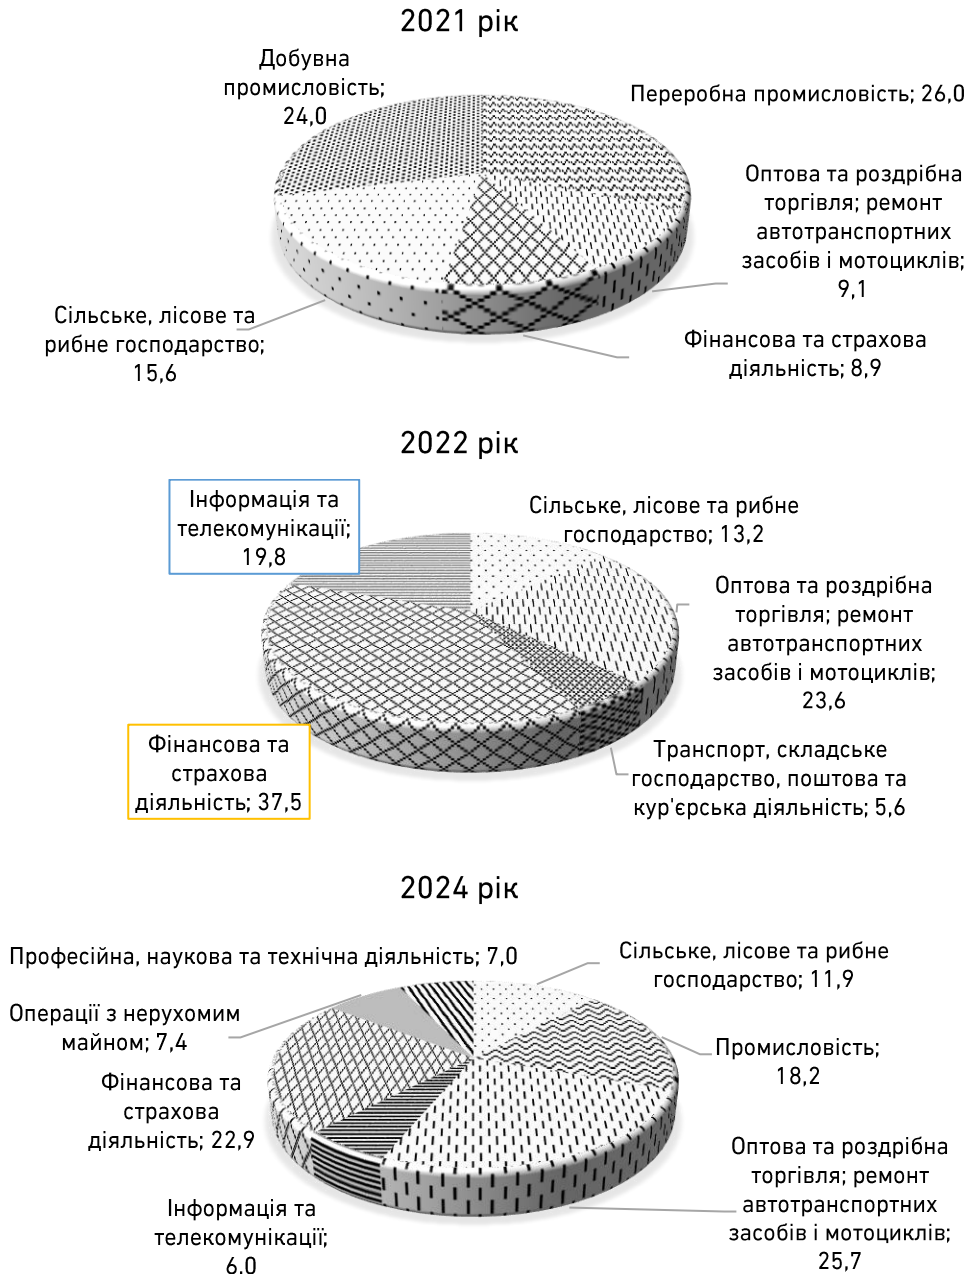 2021 рік
Добувна
промисловість;
24,0
Переробна промисловість; 26,0
Оптова та роздрібна
торгівля; ремонт
автотранспортних
засобів і мотоциклів;
9,1
Сільське, лісове та
рибне господарство;
15,6
Фінансова та страхова
діяльність; 8,9
2022 рік
Інформація та
телекомунікації;
19,8
Сільське, лісове та рибне
господарство; 13,2
Оптова та роздрібна
торгівля; ремонт
автотранспортних
засобів і мотоциклів;
23,6
Фінансова та
страхова
діяльність; 37,5
Транспорт, складське
господарство, поштова та
кур'єрська діяльність; 5,6
2024 рік
Професійна, наукова та технічна діяльність; 7,0
Сільське, лісове та рибне
господарство; 11,9
Операції з нерухомим
майном; 7,4
Промисловість;
18,2
Фінансова та
страхова
діяльність; 22,9
Оптова та роздрібна
торгівля; ремонт
автотранспортних
засобів і мотоциклів;
25,7
Інформація та
телекомунікації;
6,0